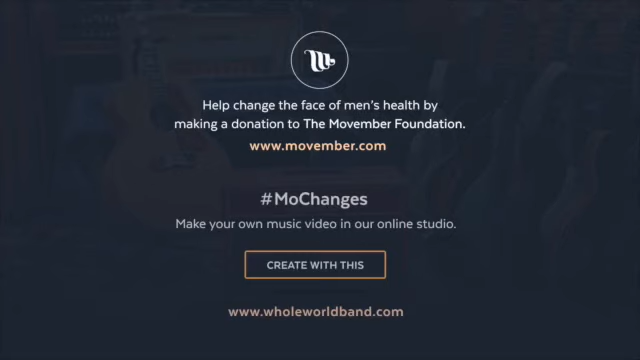 Help change the face of men's health by
making a donation to The Movember Foundation.
www.movember.com
#MoChanges
Make your own music video in our online studio.
CREATE WITH THIS
www.wholeworldband.com